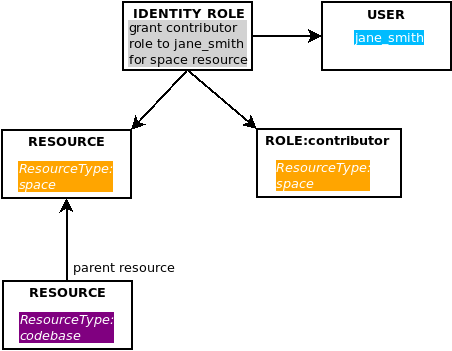 IDENTITY ROLE
grant contributor
role to jane_smith
for space resource
USER
jane_smith
RESOURCE
ResourceType:
space
ROLE:contributor
ResourceType:
space
parent resource
RESOURCE
ResourceType:
codebase